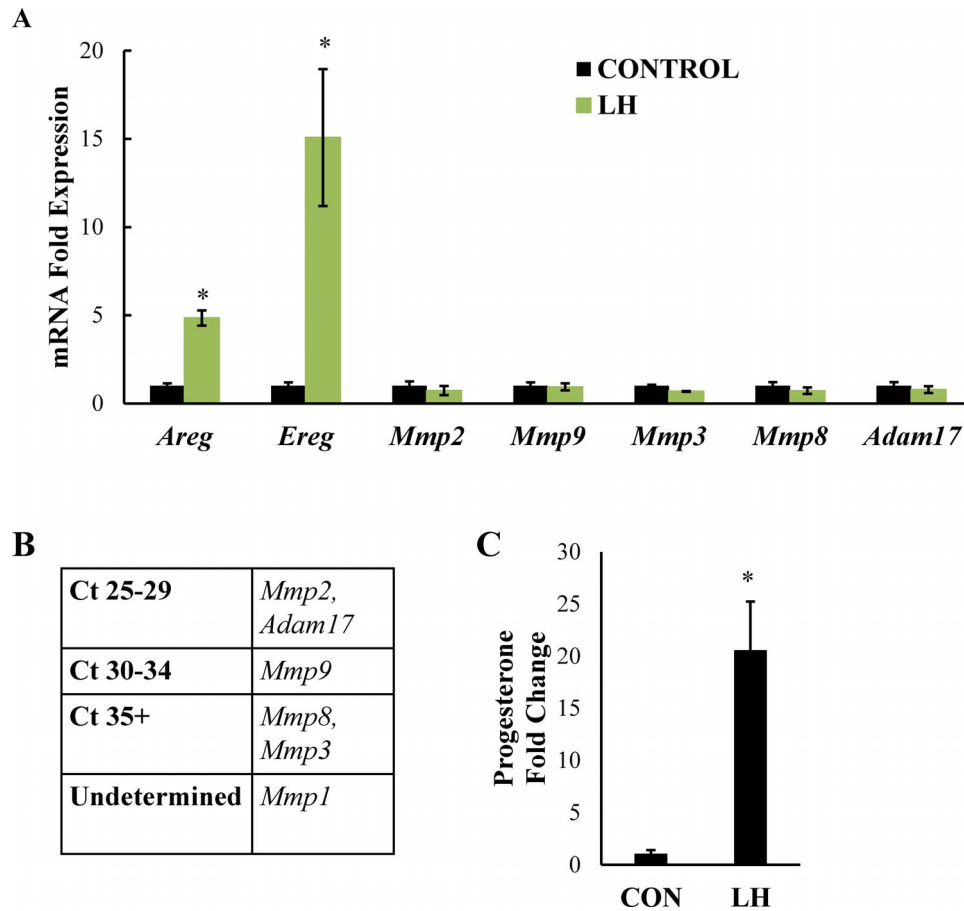 A
mRNA Fold Expression
20
15
10
5
0
*
*
CONTROL
LH
Areg Ereg Mmp2 Mmp9 Mmp3 Mmp8 Adam17
B
Ct 25-29 Mmp2,
Adam17
Ct 30-34 Mmp9
Ct 35+ Mmp8,
Mmp3
Undetermined Mmp1
C
Progesterone
Fold Change
30
25
20
15
10
5
0
*
CON LH